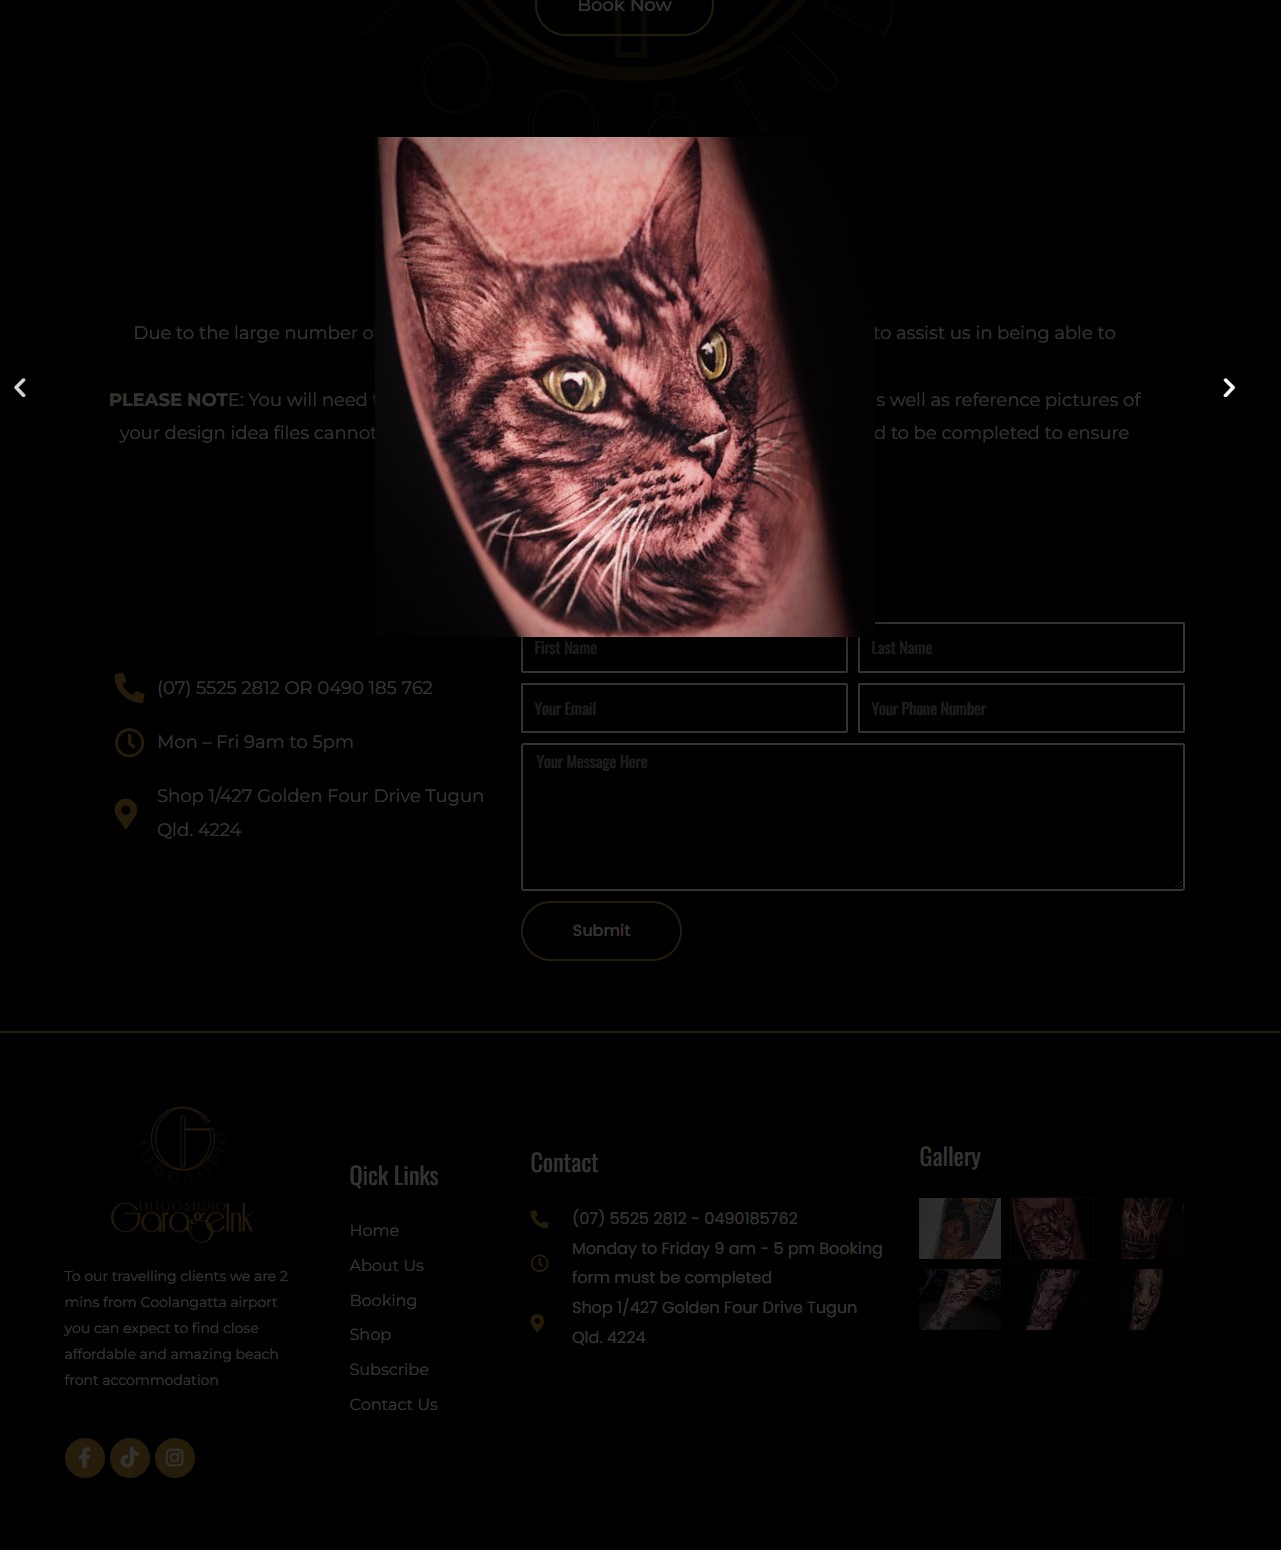 Book Now
Due to the large number o
to assist us in being able to
PLEASE NOTE: You will need
s well as reference pictures of
your design idea files cannot
d to be completed to ensure
First Name
Last Name
(07) 5525 2812 OR 0490 185 762
Your Email
Your Phone Number
Mon – Fri 9am to 5pm
Your Message Here
Shop 1/427 Golden Four Drive Tugun
Qld. 4224
Submit
TATTOO STUDIO
GarageInk
To our travelling clients we are 2
mins from Coolangatta airport
you can expect to find close
affordable and amazing beach
front accommodation
Qick Links
Home
About Us
Booking
Shop
Subscribe
Contact Us
Contact
(07) 5525 2812 - 0490185762
Monday to Friday 9 am - 5 pm Booking
form must be completed
Shop 1/427 Golden Four Drive Tugun
Qld. 4224
Gallery